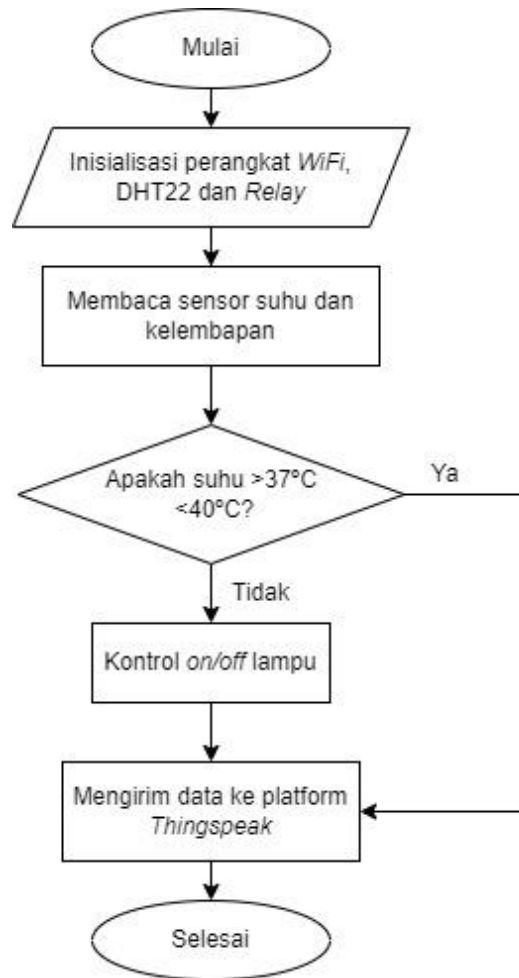 Mulai
Inisialisasi perangkat WiFi,
DHT22 dan Relay
Membaca sensor suhu dan
kelembapan
Apakah suhu >37°C
<40°C?
Ya
Tidak
Kontrol on/off lampu
Mengirim data ke platform
Thingspeak
Selesai